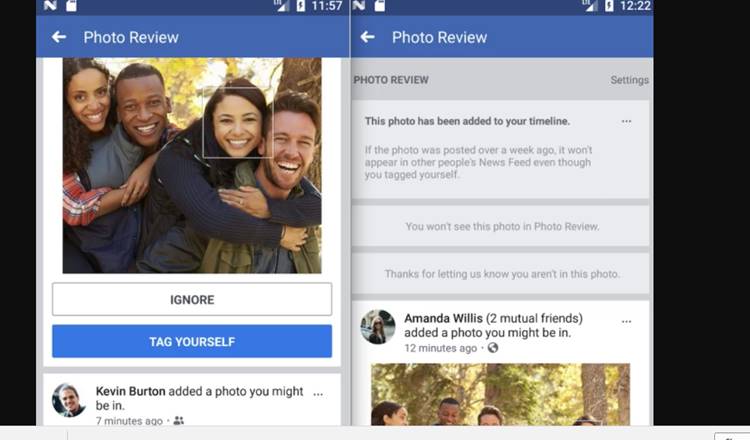 11:57
Photo Review
IGNORE
TAG YOURSELF
Kevin Burton added a photo you might
be in.
7 minutes ago
12:22
Photo Review
PHOTO REVIEW
Settings
This photo has been added to your timeline.
If the photo was posted over a week ago, it won't
appear in other people's News Feed even though
you tagged yourself.
You won't see this photo in Photo Review.
Thanks for letting us know you aren't in this photo.
Amanda Willis (2 mutual friends)
added a photo you might be in.
12 minutes ago